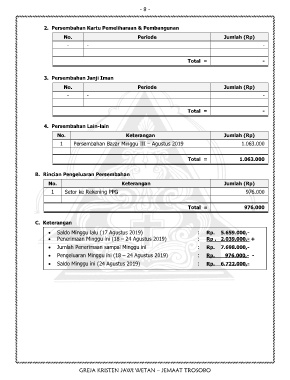 - 8 -
2. Persembahan Kartu Pemeliharaan & Pembangunan
No. Periode Jumlah (Rp)
- - -
Total = -
3. Persembahan Janji Iman
No. Periode Jumlah (Rp)
- - -
Total = -
4. Persembahan Lain-lain
No. Keterangan Jumlah (Rp)
1 Persembahan Bazar Minggu III – Agustus 2019 1.063.000
Total = 1.063.000
B. Rincian Pengeluaran Persembahan
No. Keterangan Jumlah (Rp)
1 Setor ke Rekening PPG 976.000
Total = 976,000
C. Keterangan
• Saldo Minggu lalu (17 Agustus 2019) : Rp. 5.659.000,-
• Penerimaan Minggu ini (18 – 24 Agustus 2019) : Rp. 2.039.000,- +
• Jumlah Penerimaan sampai Minggu ini : Rp. 7.698.000,-
• Pengeluaran Minggu ini (18 – 24 Agustus 2019) : Rp. 976.000,- -
• Saldo Minggu ini (24 Agustus 2019) : Rp. 6.722.000,-
GREJA KRISTEN JAWI WETAN – JEMAAT TROSOBO